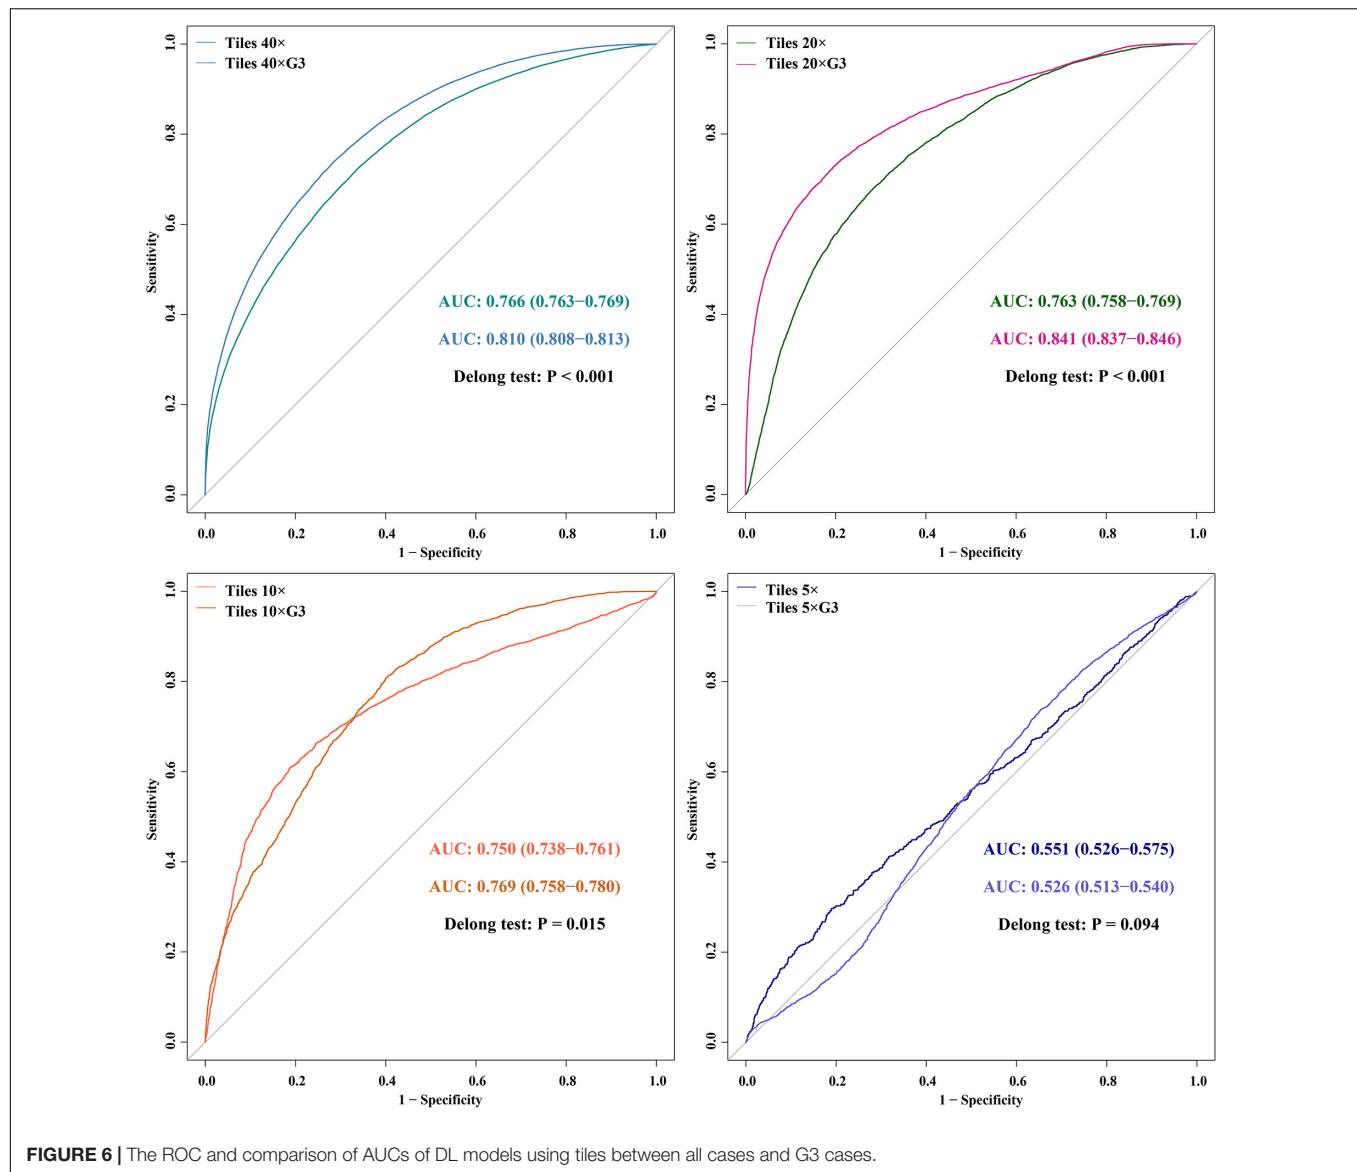 Tiles 40×
Tiles 40×G3
Sensitivity
0.0
0.2
0.4
0.6
0.8
1.0
AUC: 0.766 (0.763−0.769)
AUC: 0.810 (0.808−0.813)
Delong test: P < 0.001
0.0 0.2 0.4 0.6 0.8 1.0
1 − Specificity
Tiles 20×
Tiles 20×G3
Sensitivity
0.0
0.2
0.4
0.6
0.8
1.0
AUC: 0.763 (0.758−0.769)
AUC: 0.841 (0.837−0.846)
Delong test: P < 0.001
0.0 0.2 0.4 0.6 0.8 1.0
1 − Specificity
Tiles 10×
Tiles 10×G3
Sensitivity
0.0
0.2
0.4
0.6
0.8
1.0
AUC: 0.750 (0.738−0.761)
AUC: 0.769 (0.758−0.780)
Delong test: P = 0.015
0.0 0.2 0.4 0.6 0.8 1.0
1 − Specificity
Tiles 5×
Tiles 5×G3
Sensitivity
0.0
0.2
0.4
0.6
0.8
1.0
AUC: 0.551 (0.526−0.575)
AUC: 0.526 (0.513−0.540)
Delong test: P = 0.094
0.0 0.2 0.4 0.6 0.8 1.0
1 − Specificity
FIGURE 6 | The ROC and comparison of AUCs of DL models using tiles between all cases and G3 cases.